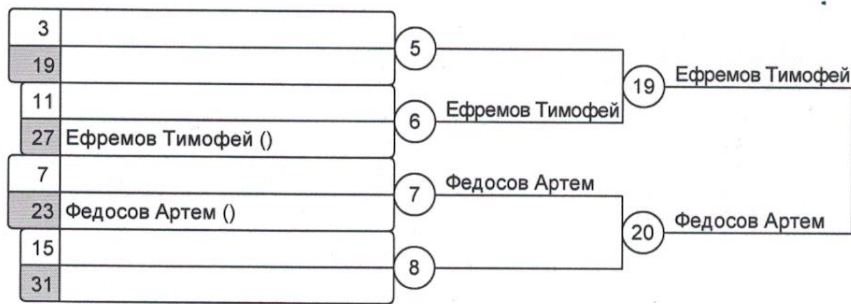 3
5
19
19 Ефремов Тимофей
11
6 Ефремов Тимофей
27 Ефремов Тимофей ()
7
7 Федосов Артем
23 Федосов Артем ()
20 Федосов Артем
15
8
31